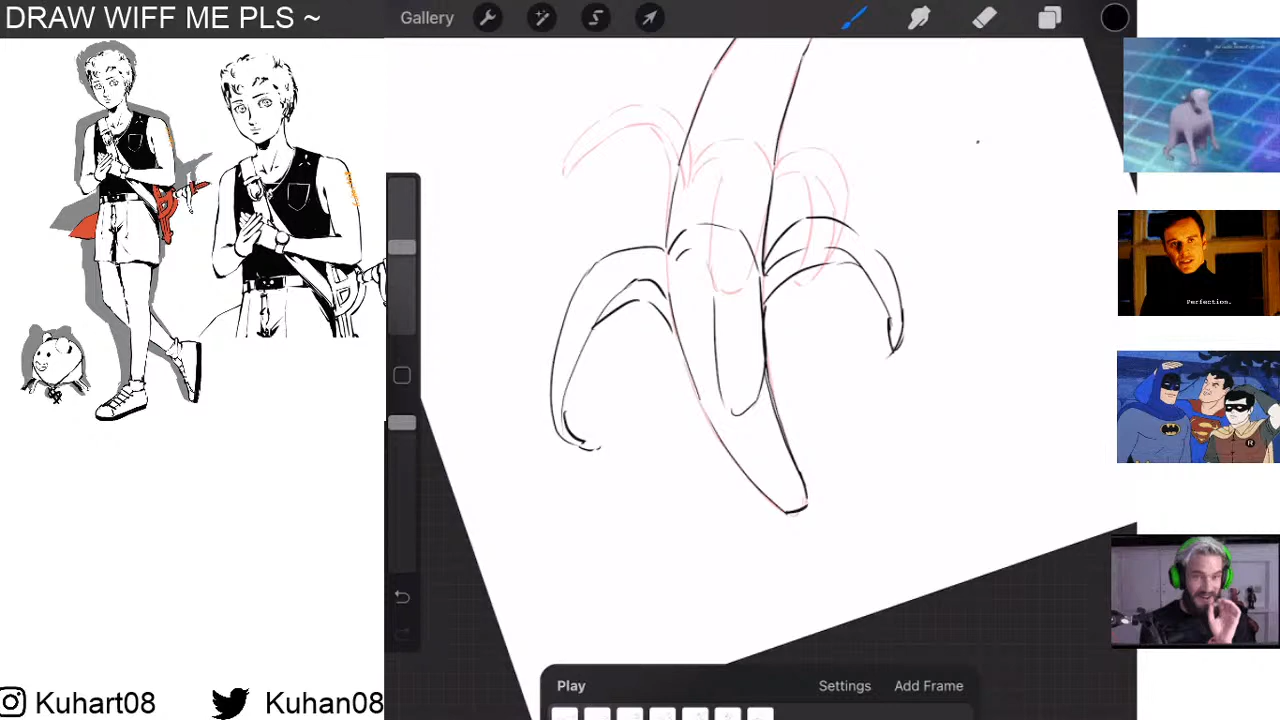 DRAW WIFF ME PLS ~
Gallery
Perfection.
R
Play
Settings
Add Frame
Kuhart08
Kuhan08